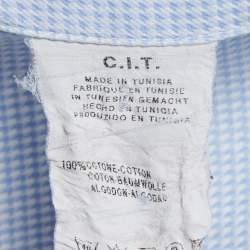 C.I.T.
MADE IN TUNISIA
FABRIQUE EN TUNISIE
IN TUNESIEN GEMACHT
HECHO EN TUNISIA
PRODUZIDO EN TUNISIA
100% COTONE-COTTON
COTON-BAUMWOLLE
ALGODON-ALGODAO